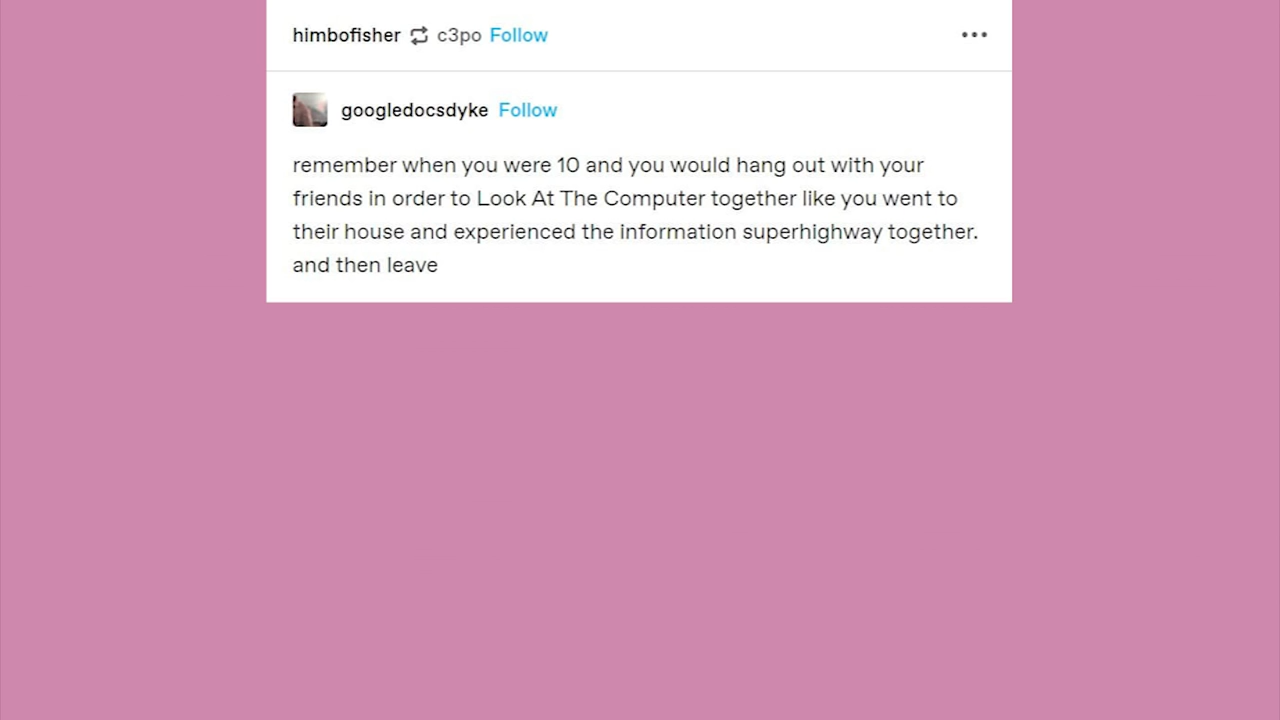 himbofisher c3po Follow
googledocsdyke Follow
remember when you were 10 and you would hang out with your
friends in order to Look At The Computer together like you went to
their house and experienced the information superhighway together.
and then leave